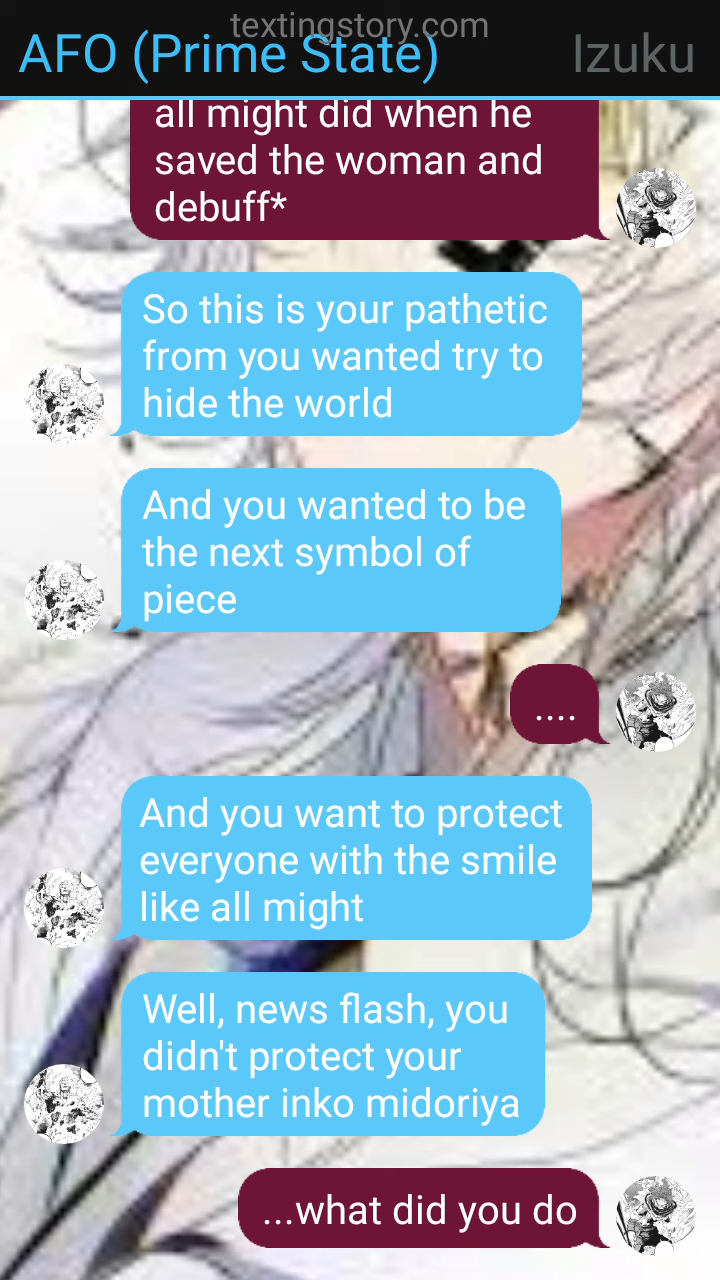 textingstory.com
AFO (Prime State)
Izuku
all might did when he
saved the woman and
debuff*
So this is your pathetic
from you wanted try to
hide the world
And you wanted to be
the next symbol of
piece
....
And you want to protect
everyone with the smile
like all might
Well, news flash, you
didn't protect your
mother inko midoriya
...what did you do